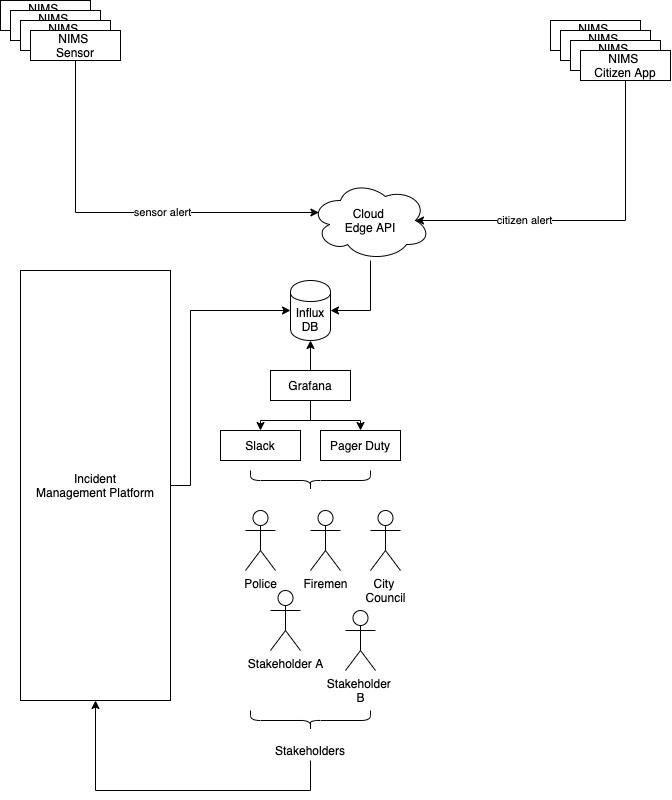 NIMS
NIMS
NIMS
NIMS
Sensor
NIMS
NIMS
NIMS
NIMS
Citizen App
sensor alert
Cloud
Edge API
citizen alert
Influx
DB
Grafana
Slack
Pager Duty
Incident
Management Platform
Police
Firemen
City
Council
Stakeholder A
Stakeholder
B
Stakeholders